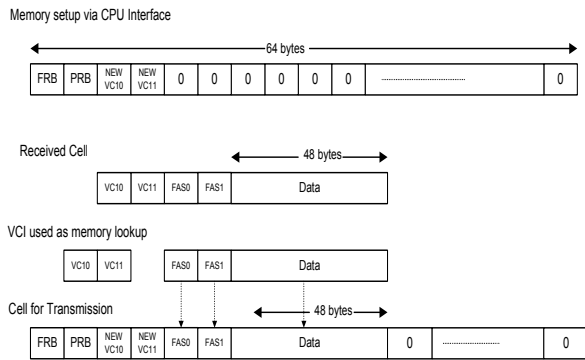 Memory setup via CPU Interface
64 bytes
FRB PRB NEW VC10 NEW VC11 0 0 0 0 0 0 0
Received Cell
48 bytes
VC10 VC11 FAS0 FAS1 Data
VCI used as memory lookup
VC10 VC11 FAS0 FAS1 Data
Cell for Transmission
48 bytes
FRB PRB NEW VC10 NEW VC11 FAS0 FAS1 Data 0 0